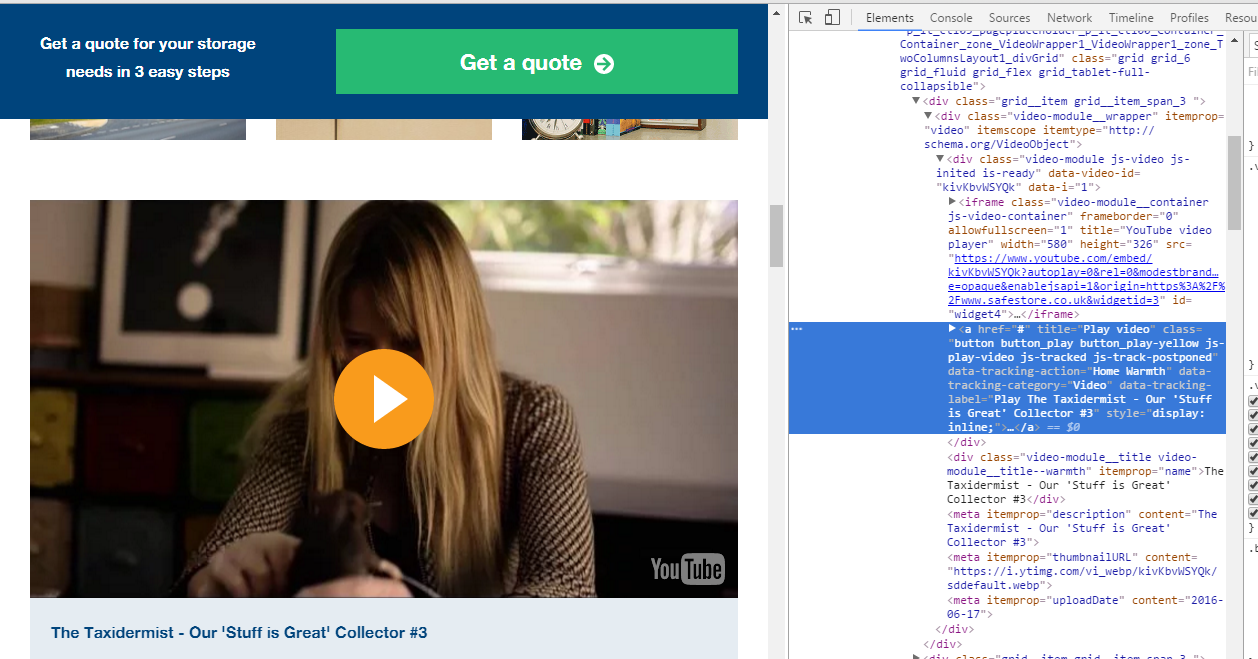 Get a quote for your storage
needs in 3 easy steps
Get a quote
YouTube
The Taxidermist - Our 'Stuff is Great' Collector #3
Elements Console Sources Network Timeline Profiles Resou
Container_zone_VideoWrapper1_VideoWrapper1_zone_T
woColumnsLayout1_divGrid" class="grid grid_6
grid_fluid grid_flex grid_tablet-full-
collapsible">
▼<div class="grid__item grid__item_span_3 ">
▼<div class="video-module__wrapper" itemprop=
"video" itemscope itemtype="http://
schema.org/VideoObject">
▼<div class="video-module js-video js-
inited is-ready" data-video-id=
"kivKbvWSYQk" data-i="1">
▶<iframe class="video-module__container
js-video-container" frameborder="0"
allowfullscreen="1" title="YouTube video
player" width="580" height="326" src=
"https://www.youtube.com/embed/
kivKbvWSYQk?autoplay=0&rel=0&modestbrand…
e=opaque&enablejsapi=1&origin=https%3A%2F%
2Fwww.safestore.co.uk&widgetid=3" id=
"widget4">…</iframe>
... ▶<a href="#" title="Play video" class=
"button button_play button_play-yellow js-
play-video js-tracked js-track-postponed"
data-tracking-action="Home Warmth" data-
tracking-category="Video" data-tracking-
label="Play The Taxidermist - Our 'Stuff
is Great' Collector #3" style="display:
inline;">…</a> == $0
</div>
<div class="video-module__title video-
module__title--warmth" itemprop="name">The
Taxidermist - Our 'Stuff is Great'
Collector #3</div>
<meta itemprop="description" content="The
Taxidermist - Our 'Stuff is Great'
Collector #3">
<meta itemprop="thumbnailURL" content=
"https://i.ytimg.com/vi_webp/kivKbvWSYQk/
sddefault.webp">
<meta itemprop="uploadDate" content="2016-
06-17">
</div>
</div>